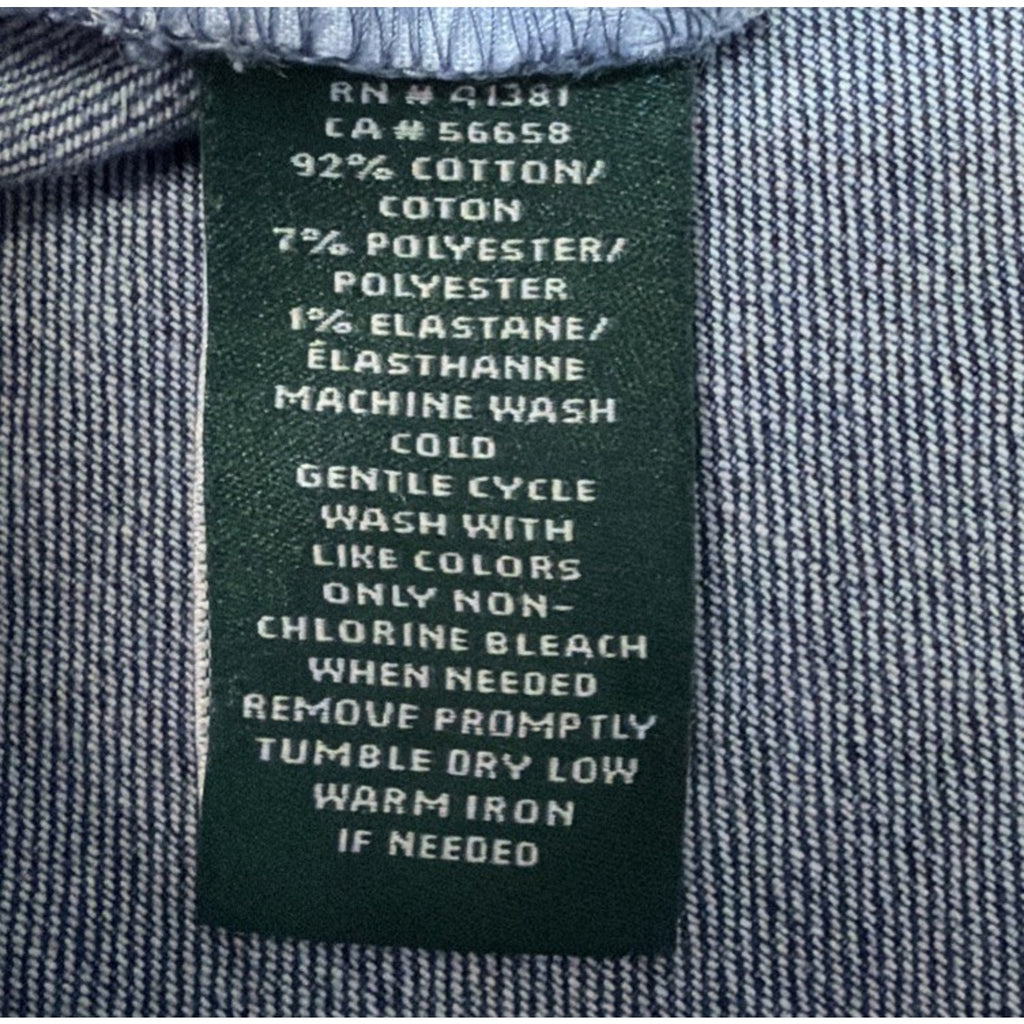 RN # 41381
CA # 56658
92% COTTON/
COTON
7% POLYESTER/
POLYESTER
1% ELASTANE/
ÉLASTHANNE
MACHINE WASH
COLD
GENTLE CYCLE
WASH WITH
LIKE COLORS
ONLY NON-
CHLORINE BLEACH
WHEN NEEDED
REMOVE PROMPTLY
TUMBLE DRY LOW
WARM IRON
IF NEEDED